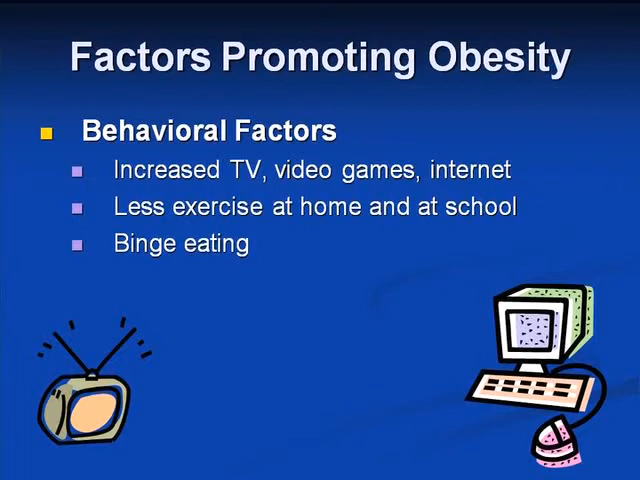 Factors Promoting Obesity
Behavioral Factors
Increased TV, video games, internet
Less exercise at home and at school
Binge eating